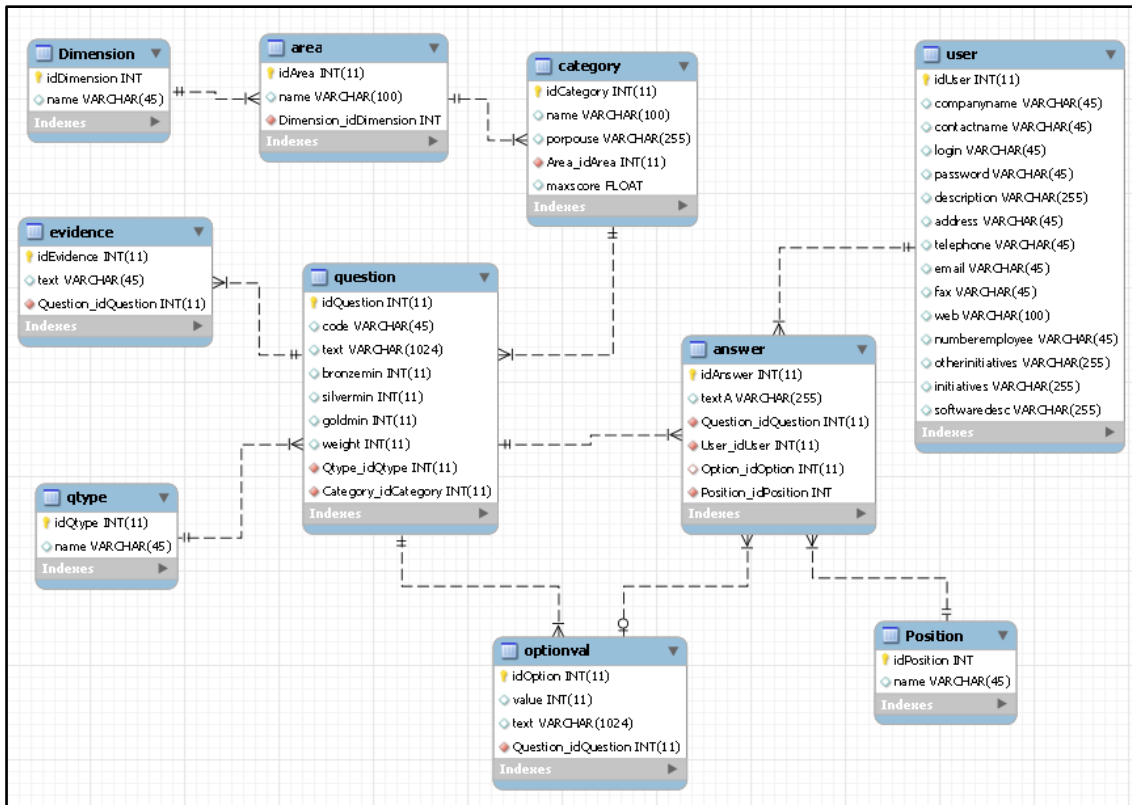 Dimension
idDimension INT
name VARCHAR(45)
Indexes
area
idArea INT(11)
name VARCHAR(100)
Dimension_idDimension INT
Indexes
category
idCategory INT(11)
name VARCHAR(100)
porpouse VARCHAR(255)
Area_idArea INT(11)
maxscore FLOAT
Indexes
user
idUser INT(11)
companyname VARCHAR(45)
contactname VARCHAR(45)
login VARCHAR(45)
password VARCHAR(45)
description VARCHAR(255)
address VARCHAR(45)
telephone VARCHAR(45)
email VARCHAR(45)
fax VARCHAR(45)
web VARCHAR(100)
numberemployee VARCHAR(45)
otherinitiatives VARCHAR(255)
initiatives VARCHAR(255)
softwaredesc VARCHAR(255)
Indexes
evidence
idEvidence INT(11)
text VARCHAR(45)
Question_idQuestion INT(11)
Indexes
question
idQuestion INT(11)
code VARCHAR(45)
text VARCHAR(1024)
bronzemin INT(11)
silvermin INT(11)
goldmin INT(11)
weight INT(11)
Qtype_idQtype INT(11)
Category_idCategory INT(11)
Indexes
answer
idAnswer INT(11)
textA VARCHAR(255)
Question_idQuestion INT(11)
User_idUser INT(11)
Option_idOption INT(11)
Position_idPosition INT
Indexes
qtype
idQtype INT(11)
name VARCHAR(45)
Indexes
optionval
idOption INT(11)
value INT(11)
text VARCHAR(1024)
Question_idQuestion INT(11)
Indexes
Position
idPosition INT
name VARCHAR(45)
Indexes